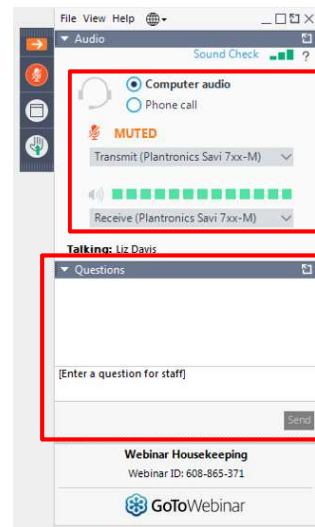 File View Help
Audio
Sound Check
?
Computer audio
Phone call
MUTED
Transmit (Plantronics Savi 7xx-M)
Receive (Plantronics Savi 7xx-M)
Talking: Liz Davis
Questions
[Enter a question for staff]
Send
Webinar Housekeeping
Webinar ID: 608-865-371
GoToWebinar